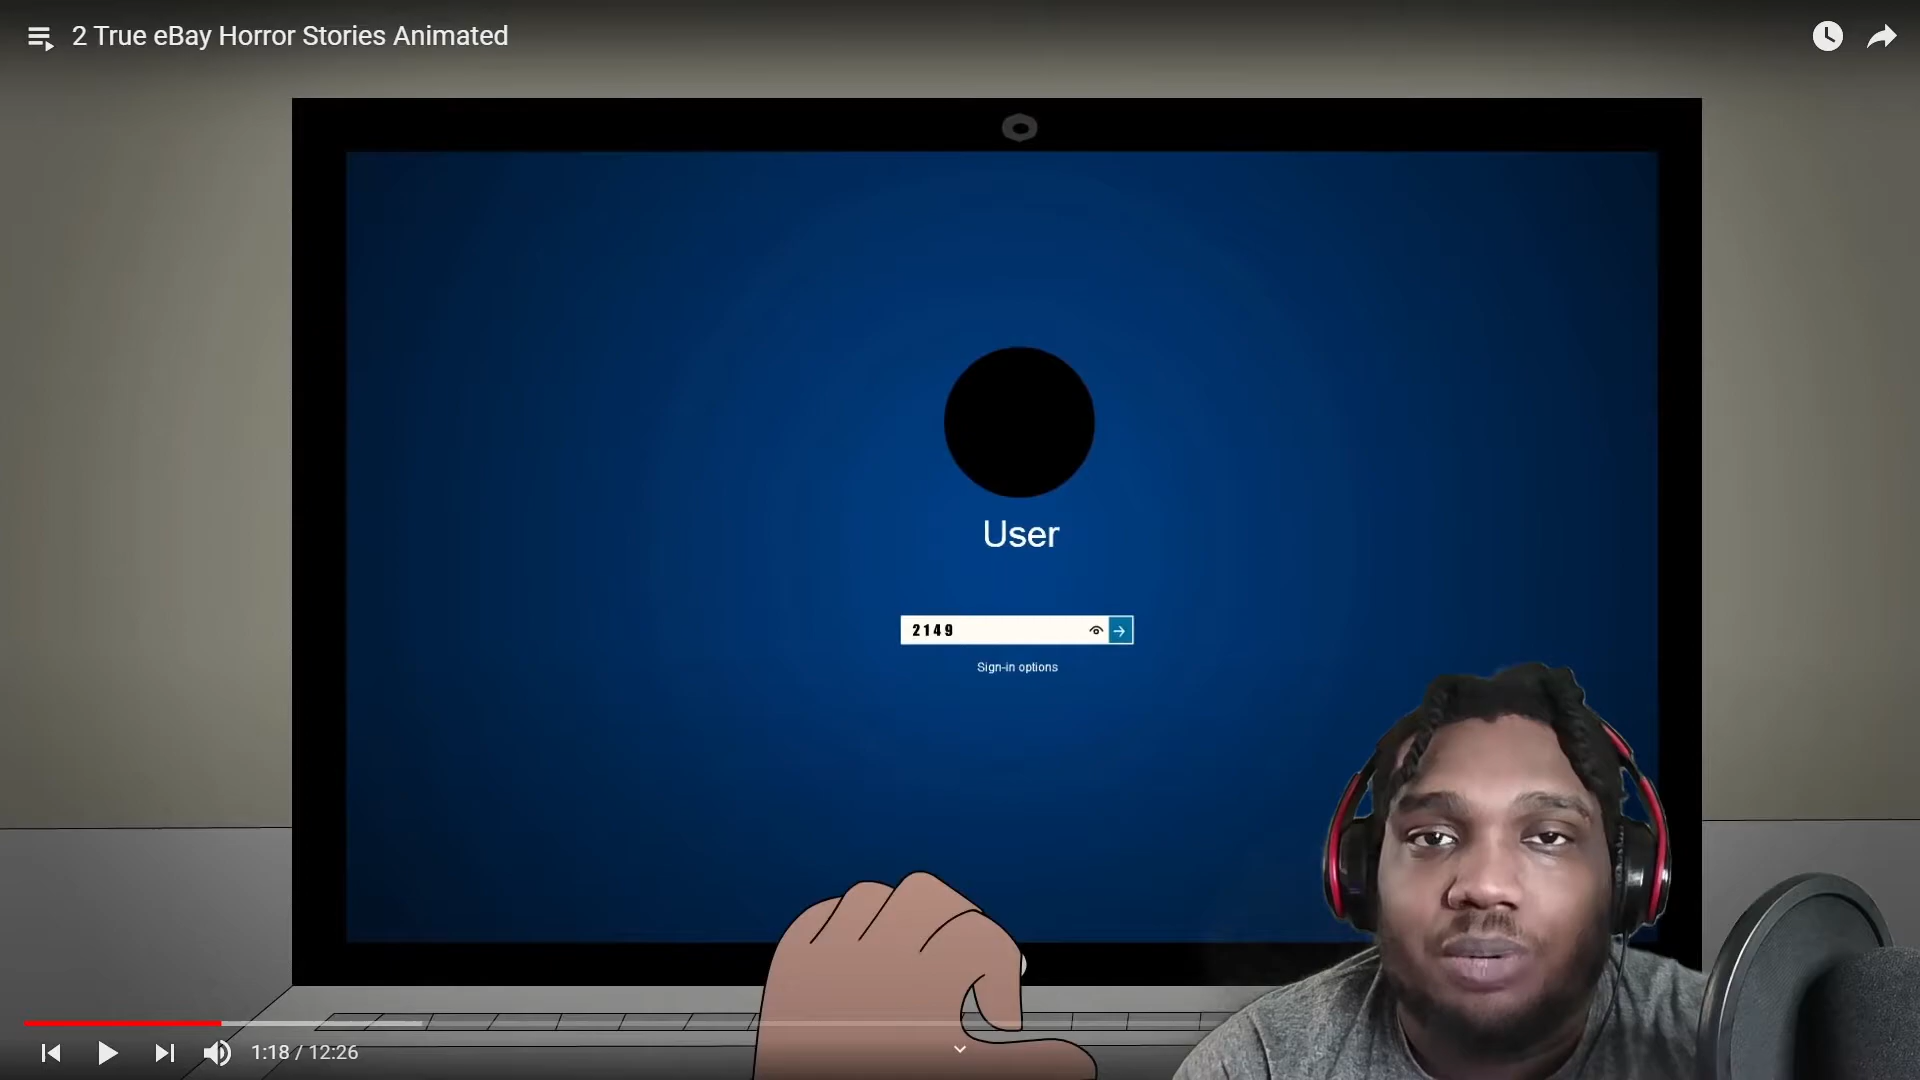 2 True eBay Horror Stories Animated
User
2149
Sign-in options
1:18 / 12:26